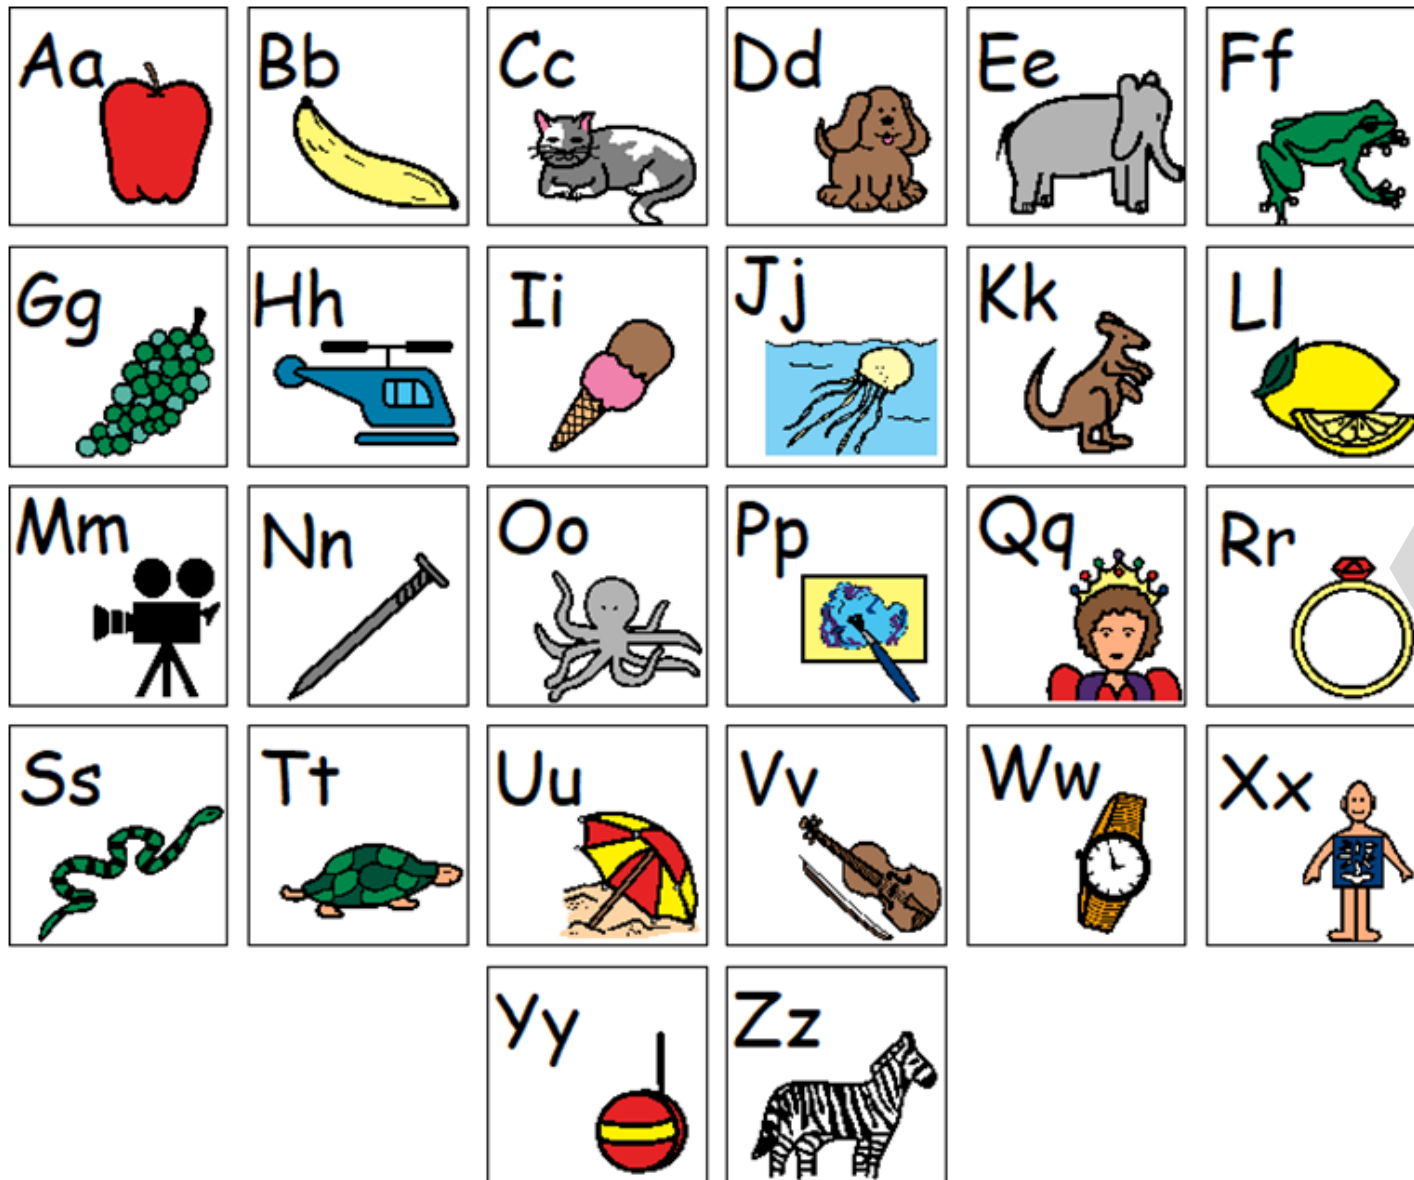 Aa Bb Cc Dd Ee Ff
Gg Hh Ii Jj Kk Ll
Mm Nn Oo Pp Qq Rr
Ss Tt Uu Vv Ww Xx
Yy Zz